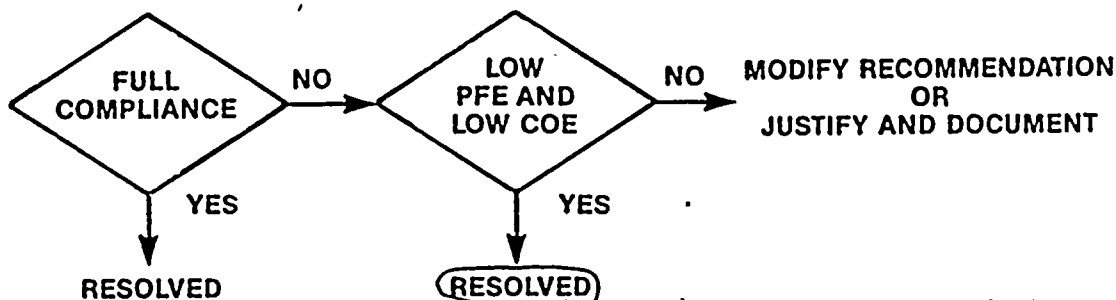 FULL
COMPLIANCE
NO
LOW
PFE AND
LOW COE
NO
MODIFY RECOMMENDATION
OR
JUSTIFY AND DOCUMENT
YES
YES
RESOLVED
RESOLVED